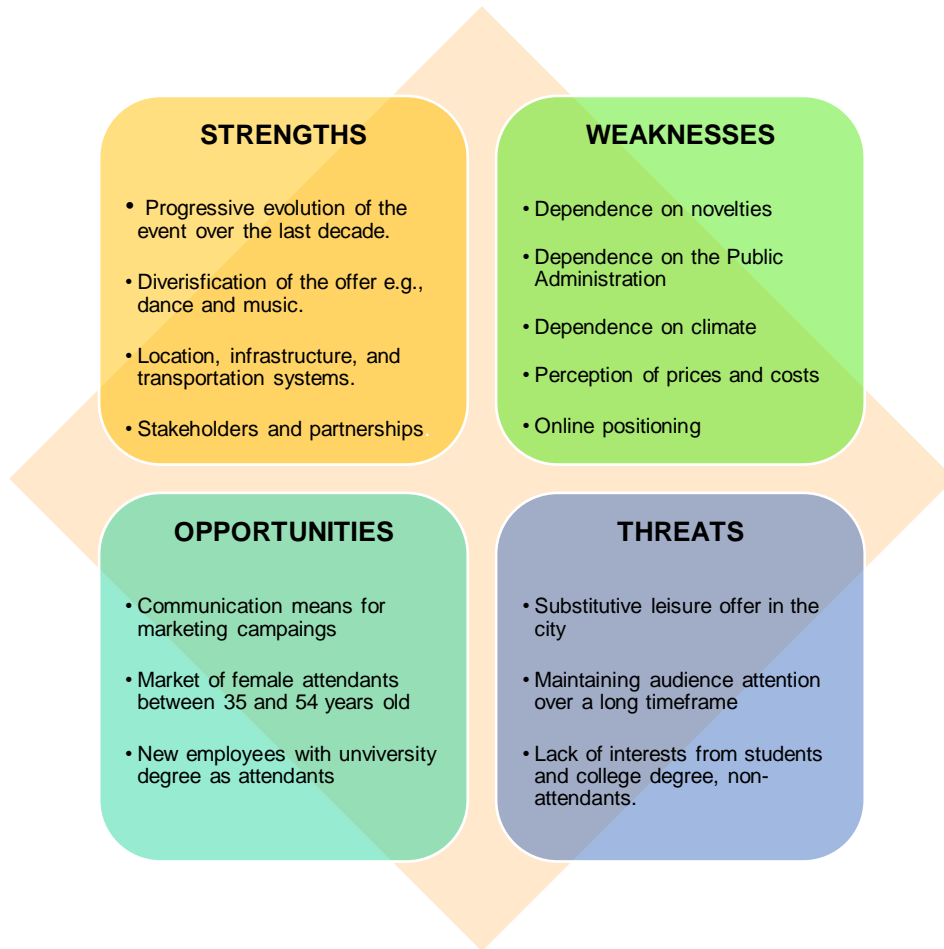 STRENGTHS
• Progressive evolution of the
event over the last decade.
• Diverisfication of the offer e.g.,
dance and music.
• Location, infrastructure, and
transportation systems.
• Stakeholders and partnerships.
WEAKNESSES
• Dependence on novelties
• Dependence on the Public
Administration
• Dependence on climate
• Perception of prices and costs
• Online positioning
OPPORTUNITIES
• Communication means for
marketing campaings
• Market of female attendants
between 35 and 54 years old
• New employees with unviversity
degree as attendants
THREATS
• Substitutive leisure offer in the
city
• Maintaining audience attention
over a long timeframe
• Lack of interests from students
and college degree, non-
attendants.